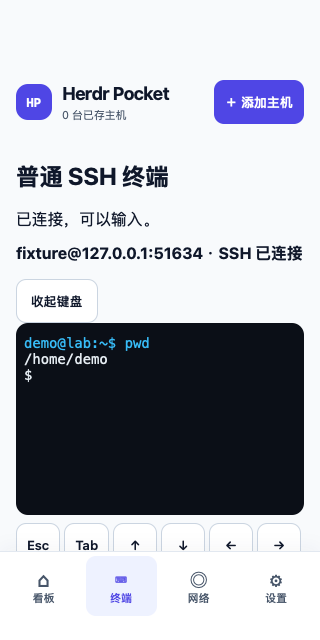 HP
Herdr Pocket
0 台已存主机
+ 添加主机
普通 SSH 终端
已连接，可以输入。
fixture@127.0.0.1:51634 · SSH 已连接
收起键盘
demo@lab:~$ pwd
/home/demo
$
Esc Tab ↑ ↓ ← →
看板 终端 网络 设置